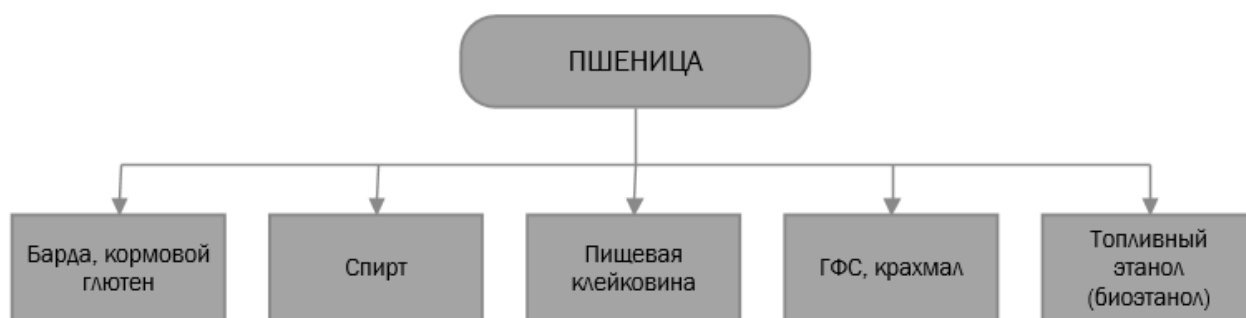 ПШЕНИЦА
Барда, кормовой
глютен
Спирт
Пищевая
клейковина
ГФС, крахмал
Топливный
этанол
(биоэтанол)